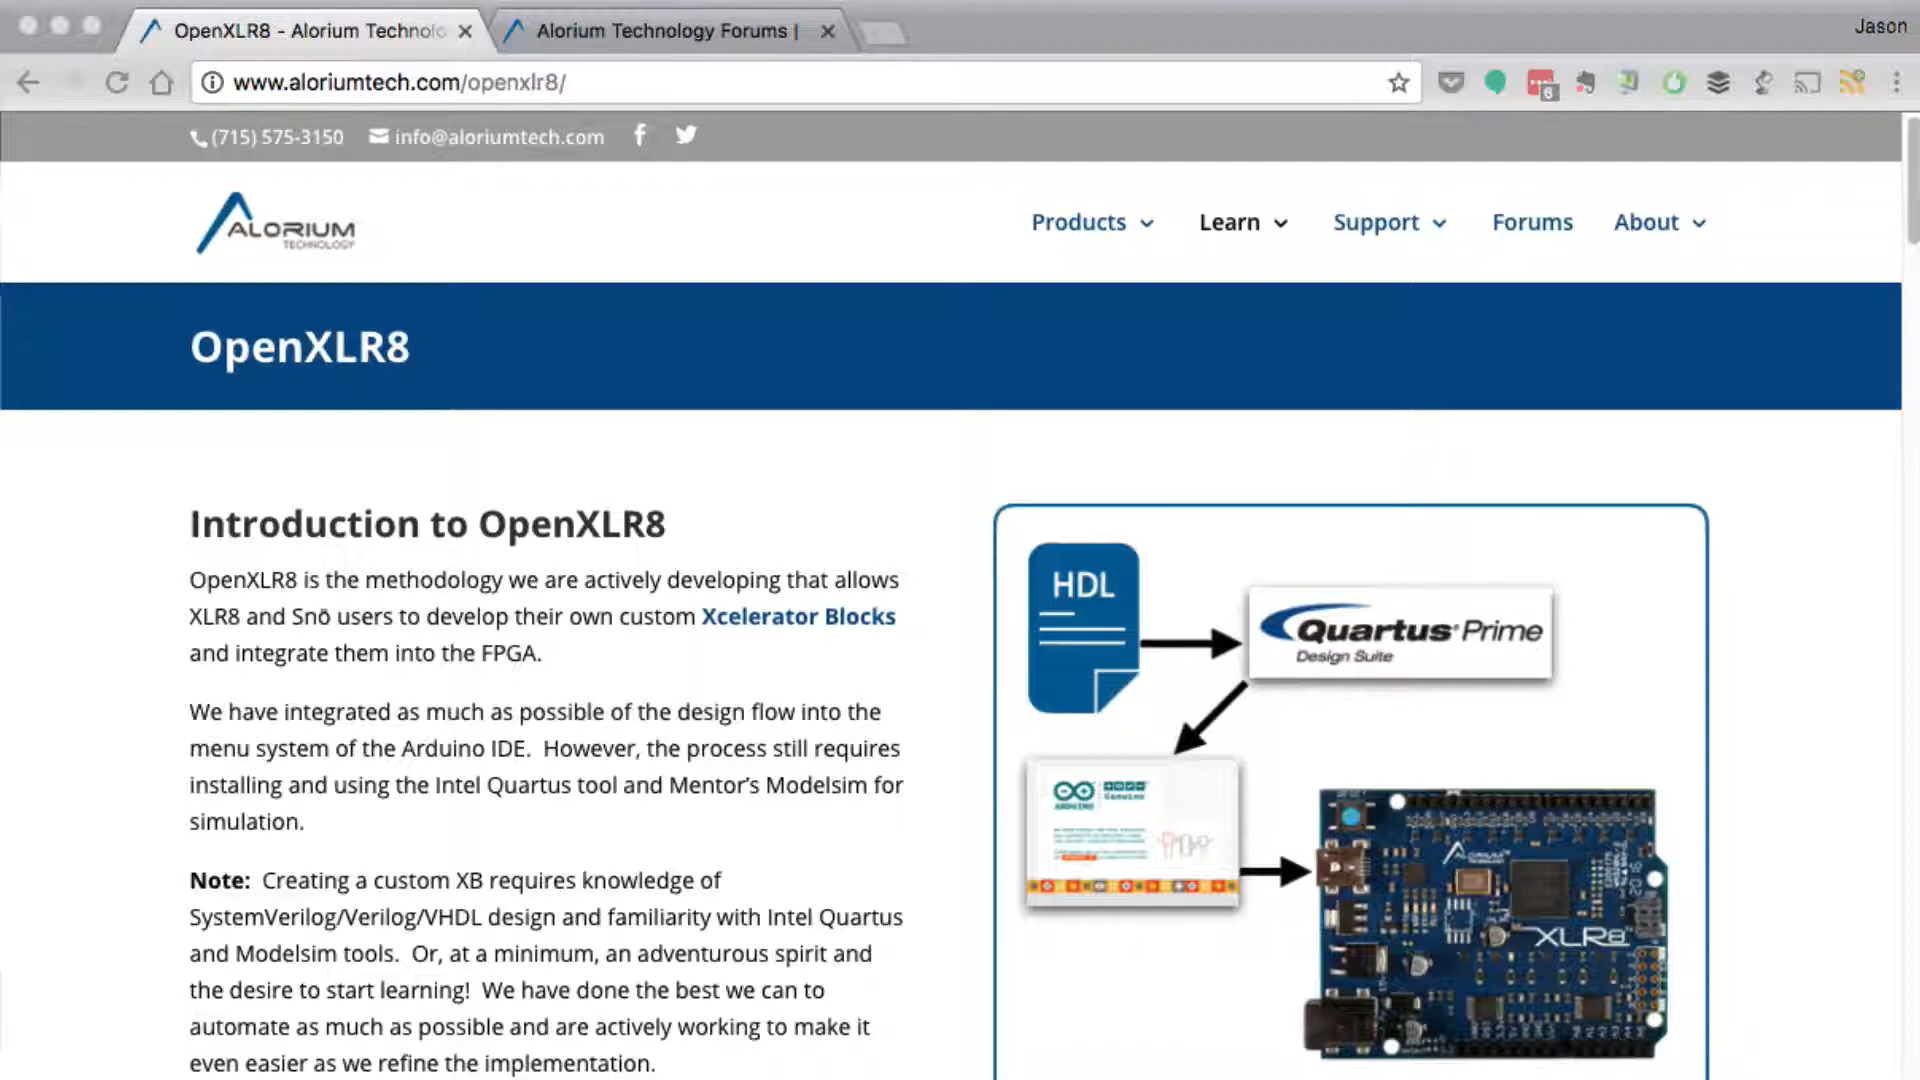 OpenXLR8 - Alorium Technolo
Alorium Technology Forums |
Jason
www.aloriumtech.com/openxlr8/
6
(715) 575-3150
info@aloriumtech.com
ALORIUM
TECHNOLOGY
Products
Learn
Support
Forums
About
OpenXLR8
Introduction to OpenXLR8
OpenXLR8 is the methodology we are actively developing that allows
XLR8 and Snō users to develop their own custom Xcelerator Blocks
and integrate them into the FPGA.
We have integrated as much as possible of the design flow into the
menu system of the Arduino IDE.  However, the process still requires
installing and using the Intel Quartus tool and Mentor’s Modelsim for
simulation.
Note:  Creating a custom XB requires knowledge of
SystemVerilog/Verilog/VHDL design and familiarity with Intel Quartus
and Modelsim tools.  Or, at a minimum, an adventurous spirit and
the desire to start learning!  We have done the best we can to
automate as much as possible and are actively working to make it
even easier as we refine the implementation.
HDL
Quartus Prime
Design Suite
ARDUINO
Genuino
ALORIUM
TECHNOLOGY
XLR8